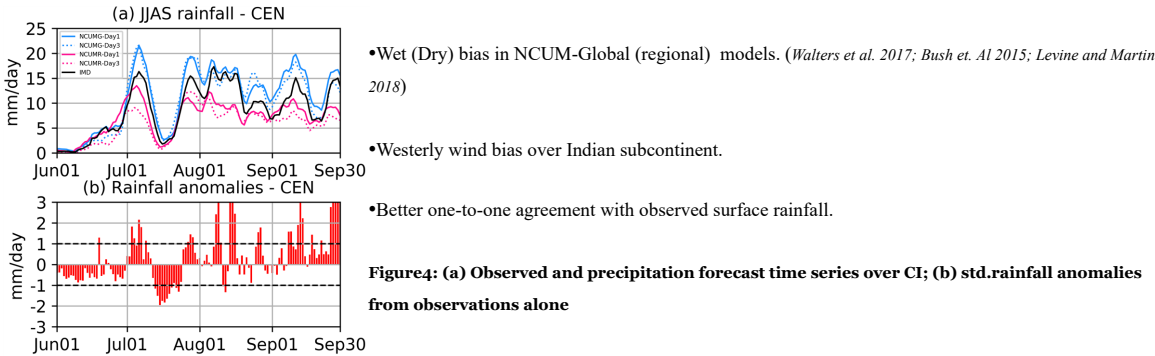 (a) JJAS rainfall - CEN
25
20
15
10
5
0
mm/day
NCUMG-Day1
NCUMG-Day3
NCUMR-Day1
NCUMR-Day3
IMD
Jun01 Jul01 Aug01 Sep01 Sep30
(b) Rainfall anomalies - CEN
3
2
1
0
-1
-2
-3
mm/day
Jun01 Jul01 Aug01 Sep01 Sep30
•Wet (Dry) bias in NCUM-Global (regional) models. (Walters et al. 2017; Bush et. Al 2015; Levine and Martin
2018)
•Westerly wind bias over Indian subcontinent.
•Better one-to-one agreement with observed surface rainfall.
Figure4: (a) Observed and precipitation forecast time series over CI; (b) std.rainfall anomalies
from observations alone